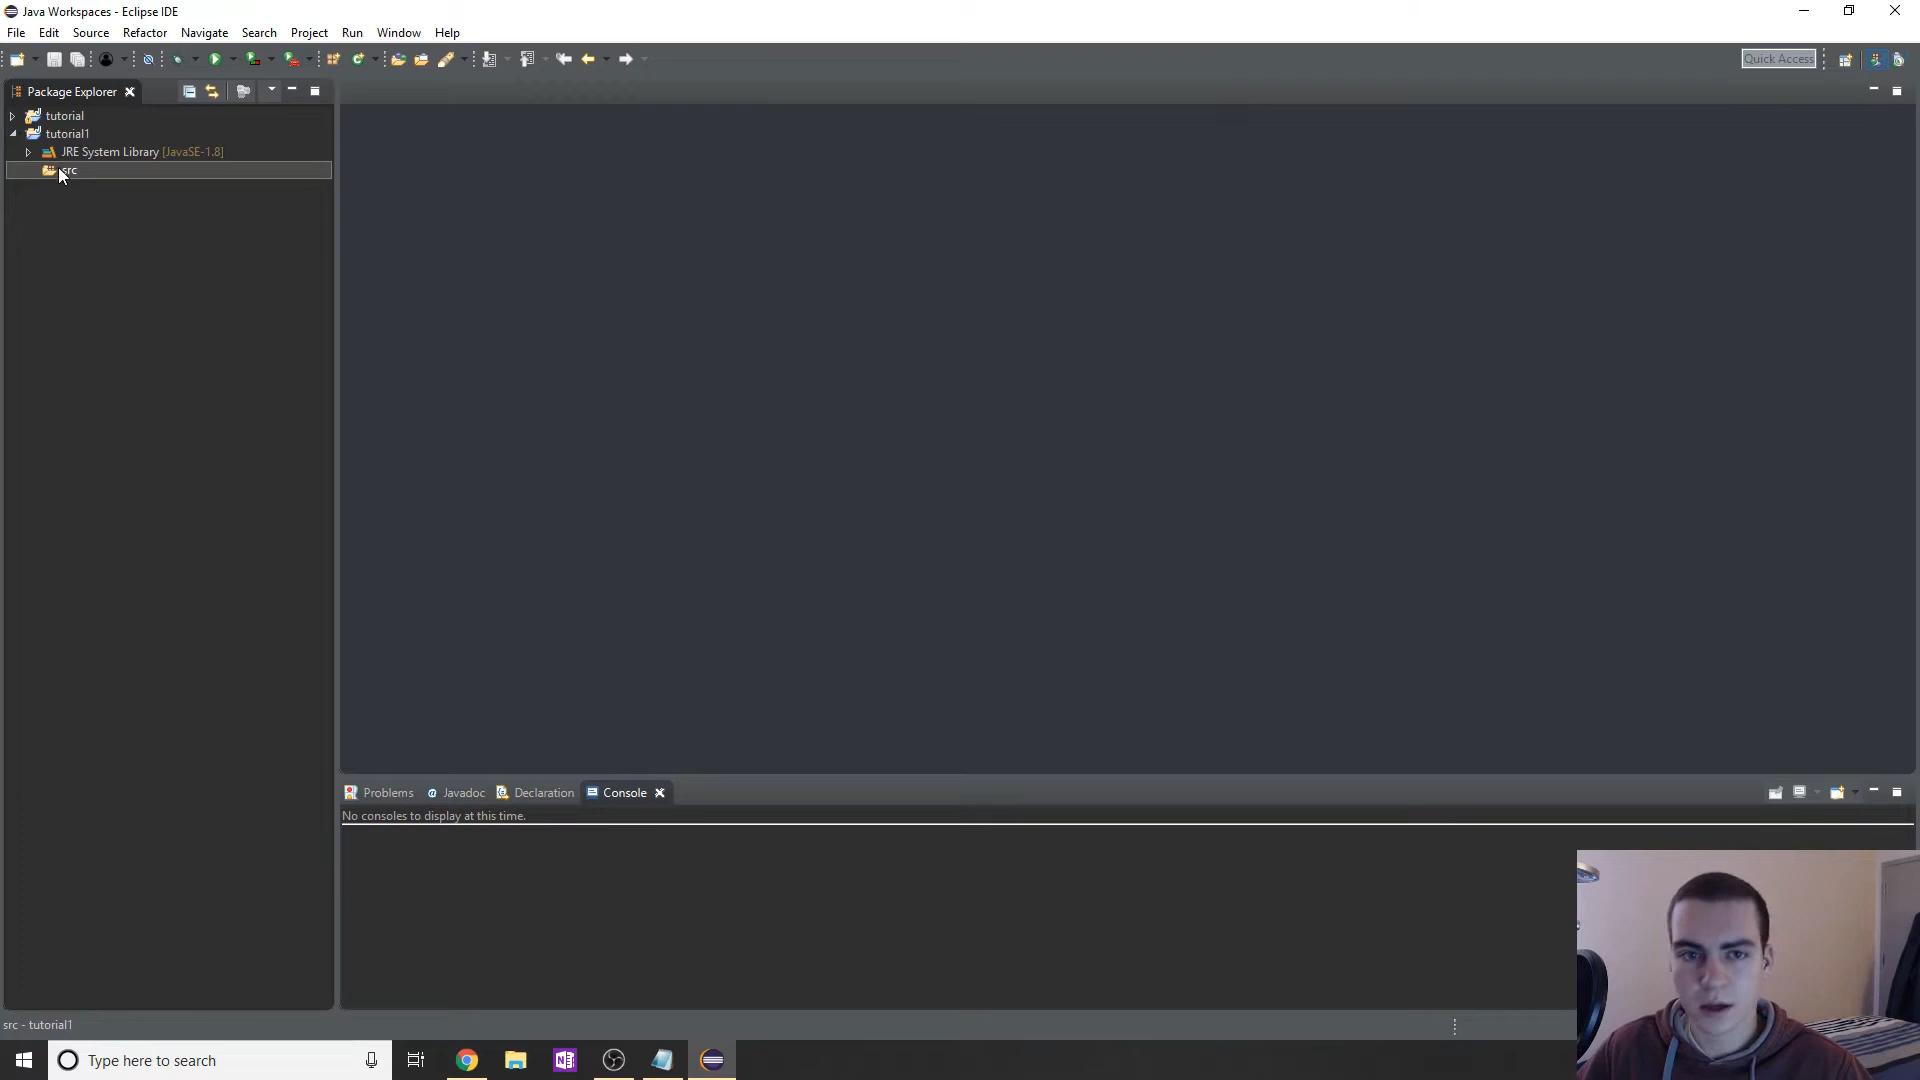 Java Workspaces - Eclipse IDE
File Edit Source Refactor Navigate Search Project Run Window Help
Quick Access
Package Explorer
tutorial
tutorial1
JRE System Library [JavaSE-1.8]
src
Problems Javadoc Declaration Console
No consoles to display at this time.
src - tutorial1
Type here to search